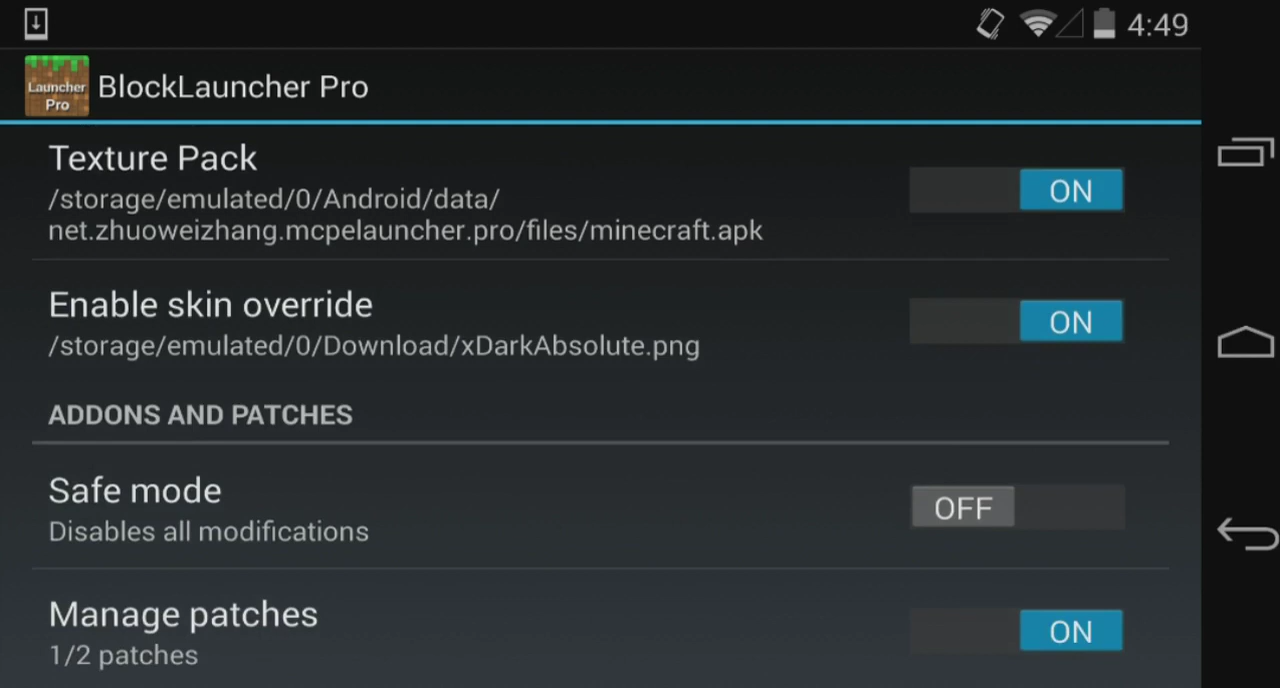 4:49
Launcher
Pro
BlockLauncher Pro
Texture Pack
/storage/emulated/0/Android/data/
net.zhuoweizhang.mcpelauncher.pro/files/minecraft.apk
ON
Enable skin override
/storage/emulated/0/Download/xDarkAbsolute.png
ON
ADDONS AND PATCHES
Safe mode
Disables all modifications
OFF
Manage patches
1/2 patches
ON